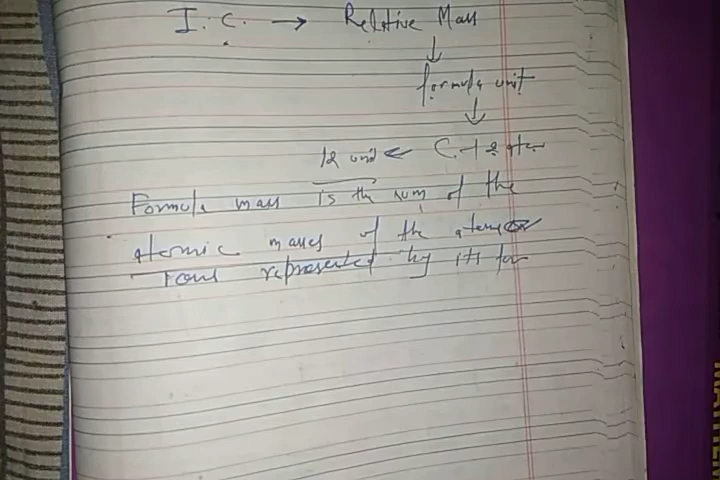 I.C. → Relative Mass
↓
formula unit
↓
12 unit ← C-12 atom
Formula mass is the sum of the
atomic masses of the atoms or
ions represented by its for